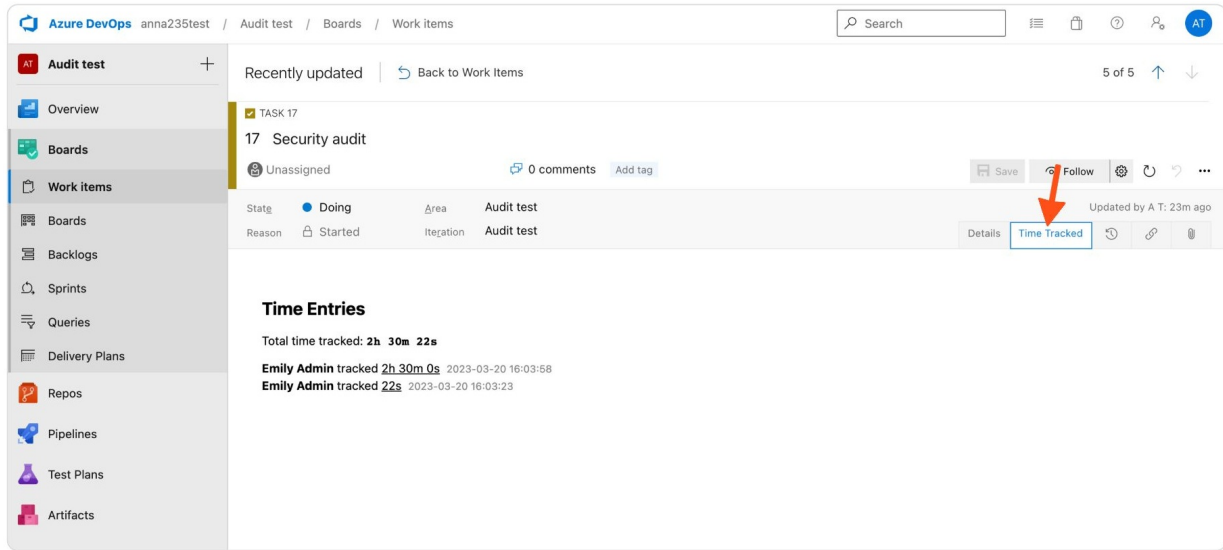 Azure DevOps anna235test / Audit test / Boards / Work items Search AT
AT Audit test
Recently updated Back to Work Items 5 of 5
Overview
Boards
Work items
Boards
Backlogs
Sprints
Queries
Delivery Plans
Repos
Pipelines
Test Plans
Artifacts
TASK 17
17 Security audit
Unassigned 0 comments Add tag Save Follow
State Doing Area Audit test Updated by A T: 23m ago
Reason Started Iteration Audit test Details Time Tracked
Time Entries
Total time tracked: 2h 30m 22s
Emily Admin tracked 2h 30m 0s 2023-03-20 16:03:58
Emily Admin tracked 22s 2023-03-20 16:03:23